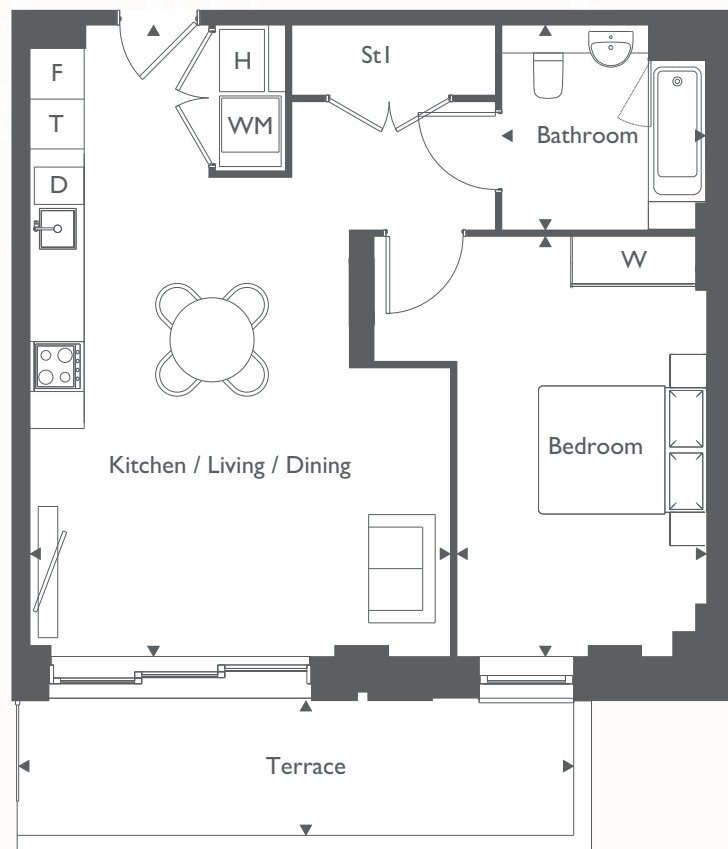 F
H
St1
T
WM
Bathroom
D
W
Bedroom
Kitchen / Living / Dining
Terrace